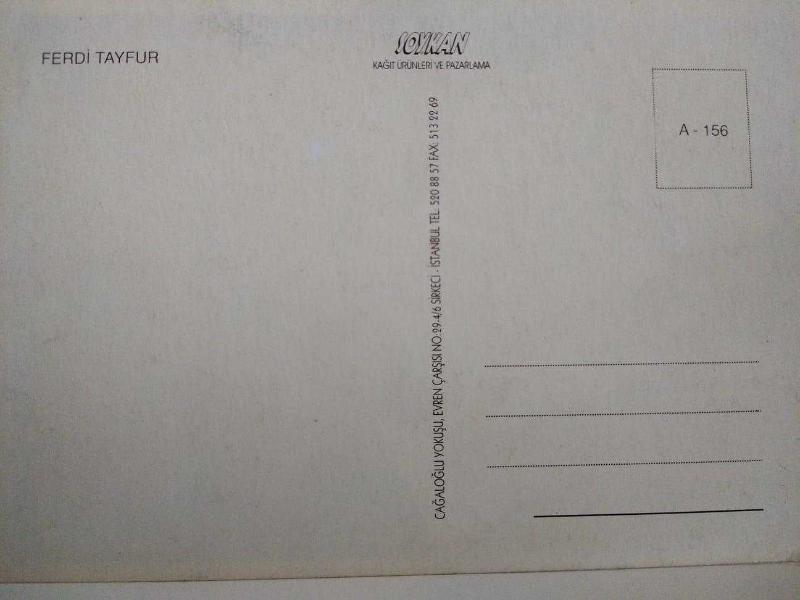 FERDİ TAYFUR
SOYKAN
KAĞIT ÜRÜNLERİ VE PAZARLAMA
A - 156
CAĞALOĞLU YOKUŞU, EVREN ÇARŞISI NO: 29-4/6 SİRKECİ - İSTANBUL TEL: 520 88 57 FAX: 513 22 69